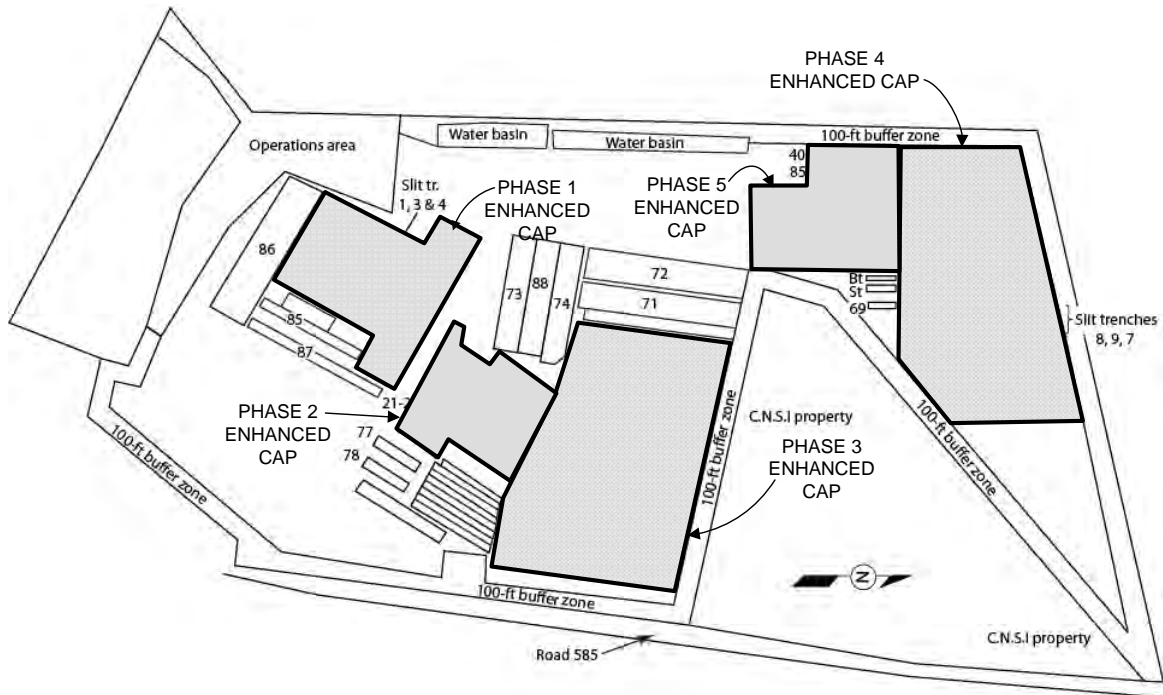 PHASE 4
ENHANCED CAP
100-ft buffer zone
Water basin
Water basin
Operations area
40
85
PHASE 5
ENHANCED
CAP
Slit tr.
1, 3 & 4
PHASE 1
ENHANCED
CAP
86
73
88
74
72
71
Bt
St
69
85
87
Slit trenches
8, 9, 7
21-2
PHASE 2
ENHANCED
CAP
77
78
C.N.S.I property
PHASE 3
ENHANCED
CAP
100-ft buffer zone
100-ft buffer zone
100-ft buffer zone
N
100-ft buffer zone
Road 585
C.N.S.I property